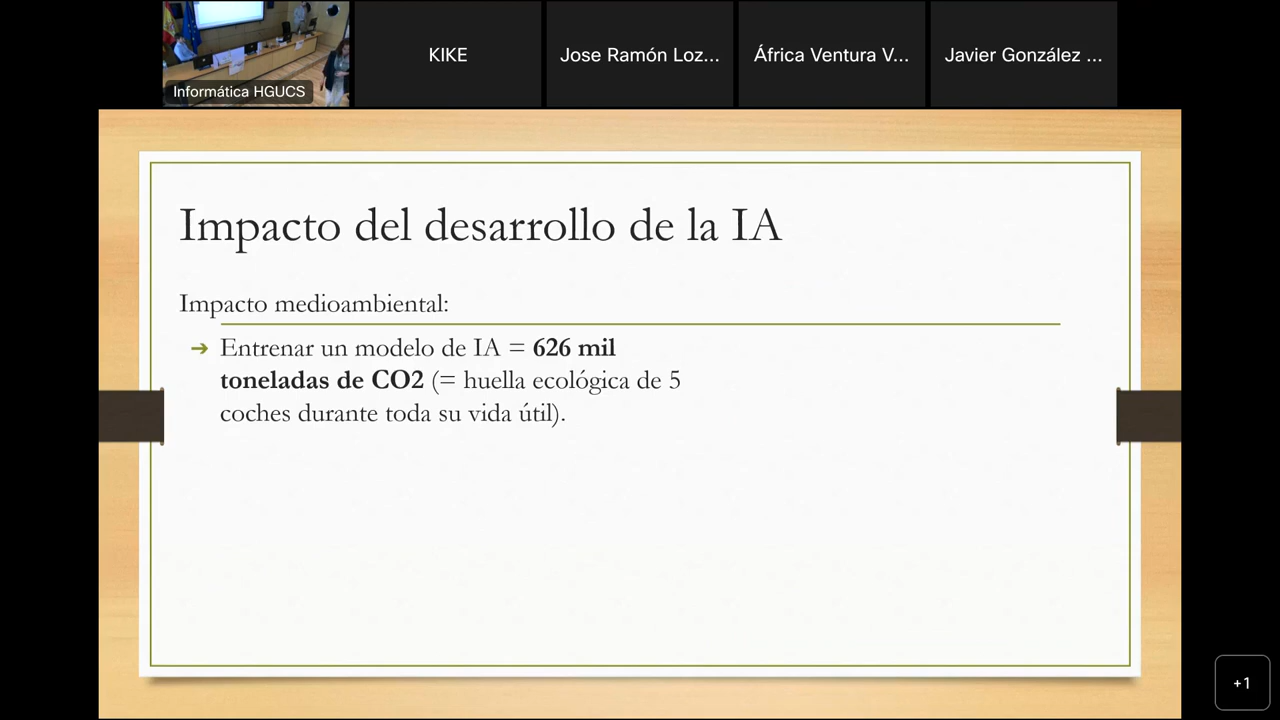 Informática HGUCS
KIKE
Jose Ramón Loz...
África Ventura V...
Javier González ...
Impacto del desarrollo de la IA
Impacto medioambiental:
➔ Entrenar un modelo de IA = 626 mil
toneladas de CO2 (= huella ecológica de 5
coches durante toda su vida útil).
+1